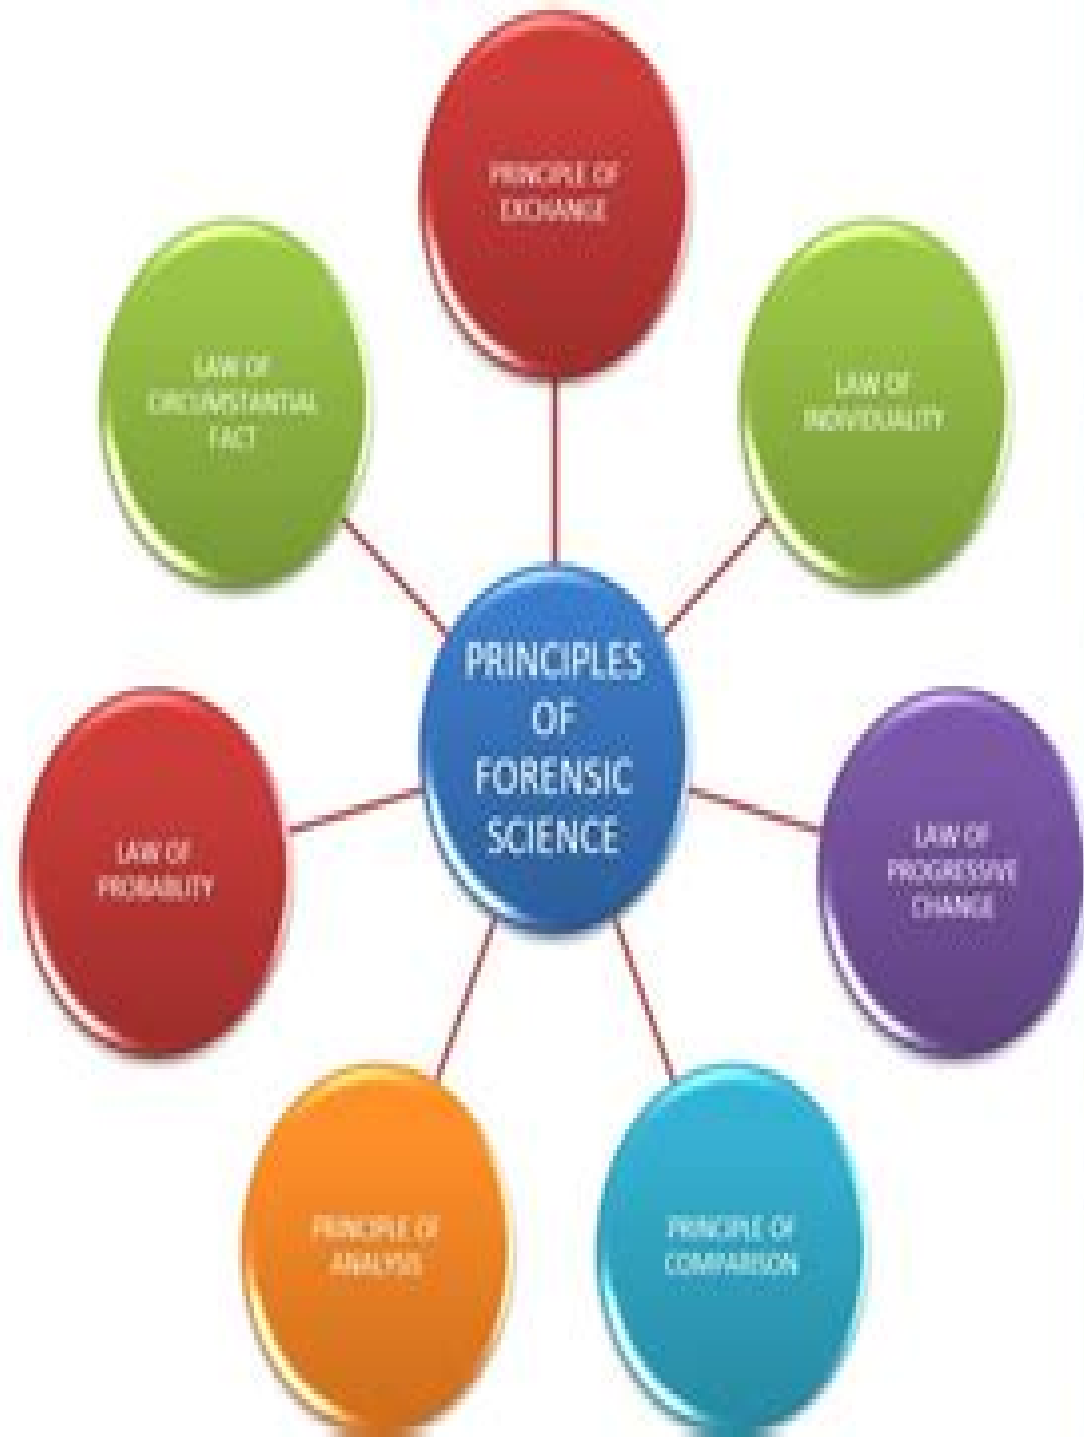 PRINCIPLE OF
EXCHANGE
LAW OF
INDIVIDUALITY
LAW OF
PROGRESSIVE
CHANGE
PRINCIPLE OF
COMPARISON
PRINCIPLE OF
ANALYSIS
LAW OF
PROBABLITY
LAW OF
CIRCUMSTANTIAL
FACT
PRINCIPLES
OF
FORENSIC
SCIENCE